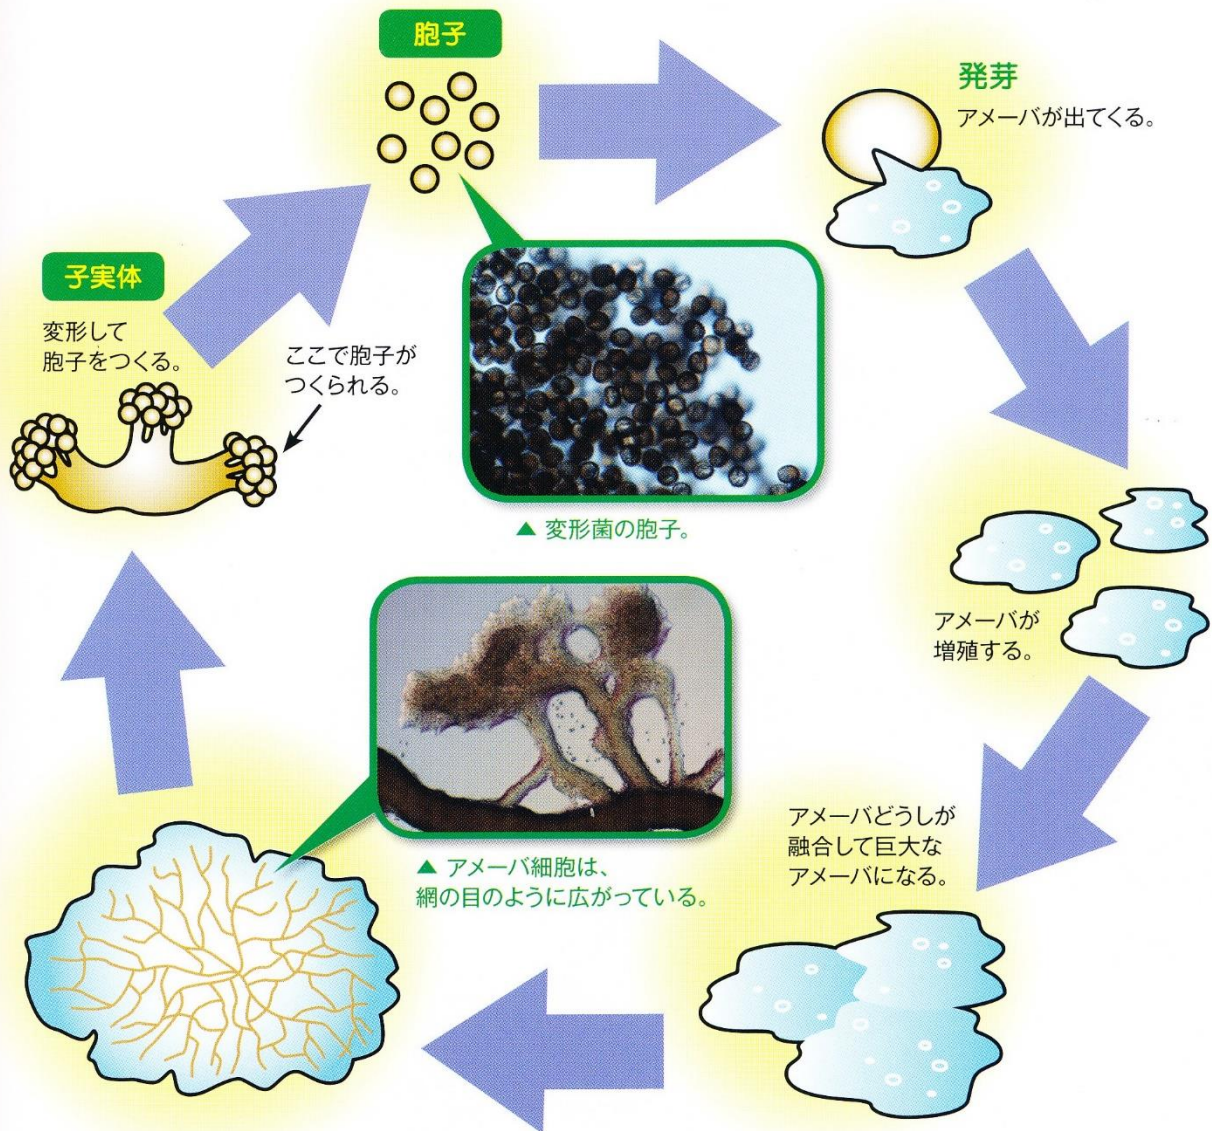 胞子
発芽
アメーバが出てくる。
子実体
変形して
胞子をつくる。
ここで胞子が
つくられる。
▲ 変形菌の胞子。
アメーバが
増殖する。
アメーバどうしが
融合して巨大な
アメーバになる。
▲ アメーバ細胞は、
網の目のように広がっている。